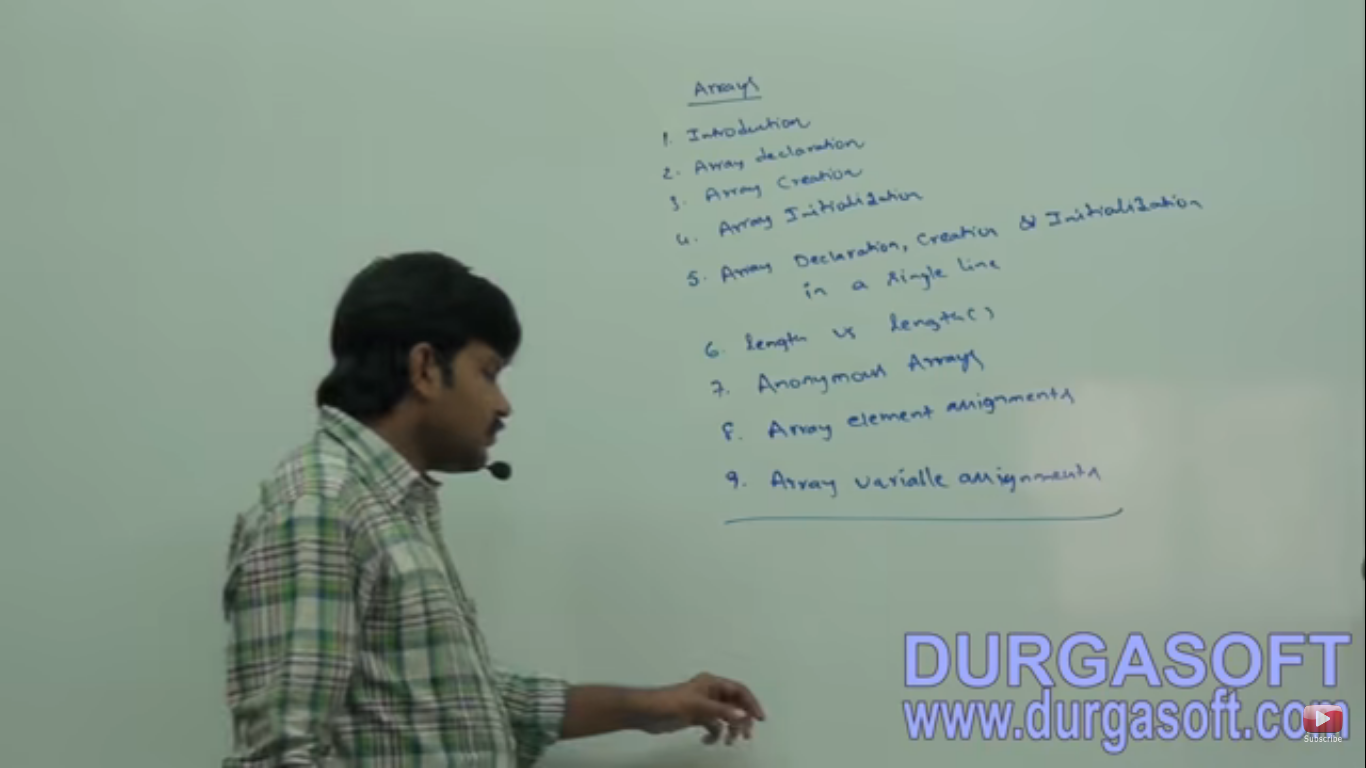 Arrays
1. Introduction
2. Array declaration
3. Array Creation
4. Array Initialization
5. Array Declaration, Creation & Initialization
in a single line
6. length vs length()
7. Anonymous Arrays
8. Array element assignments
9. Array variable assignments
DURGASOFT
www.durgasoft.com
Subscribe